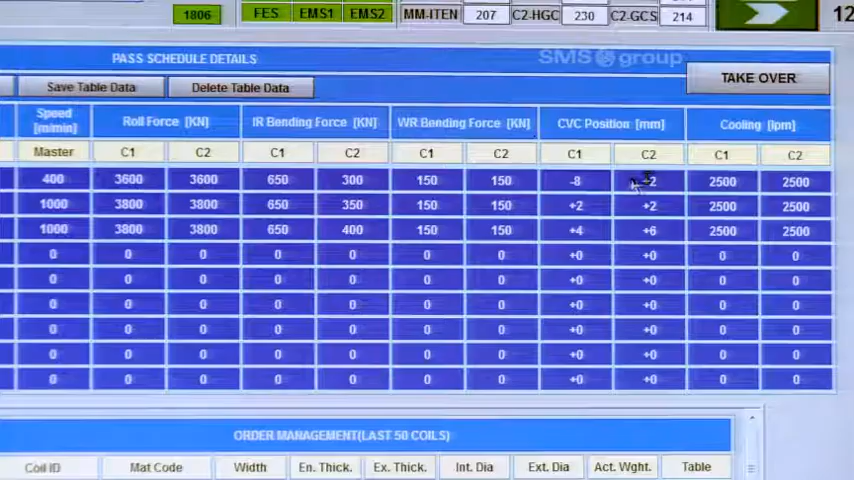 1806 FES EMS1 EMS2 MM-ITEN 207 C2-HGC 230 C2-GCS 214 12
PASS SCHEDULE DETAILS SMS group
Save Table Data Delete Table Data TAKE OVER
Speed [m/min] Roll Force [KN] IR Bending Force [KN] WR Bending Force [KN] CVC Position [mm] Cooling [lpm]
Master C1 C2 C1 C2 C1 C2 C1 C2 C1 C2
400 3600 3600 650 300 150 150 -8 2500 2500
1000 3800 3800 650 350 150 150 +2 +2 2500 2500
1000 3800 3800 650 400 150 150 +4 +6 2500 2500
0 0 0 0 0 0 0 +0 +0 0 0
0 0 0 0 0 0 0 +0 +0 0 0
0 0 0 0 0 0 0 +0 +0 0 0
0 0 0 0 0 0 0 +0 +0 0 0
0 0 0 0 0 0 0 +0 +0 0 0
0 0 0 0 0 0 0 +0 +0 0 0
ORDER MANAGEMENT(LAST 50 COILS)
Coil ID Mat Code Width En. Thick. Ex. Thick. Int. Dia Ext. Dia Act. Wght. Table